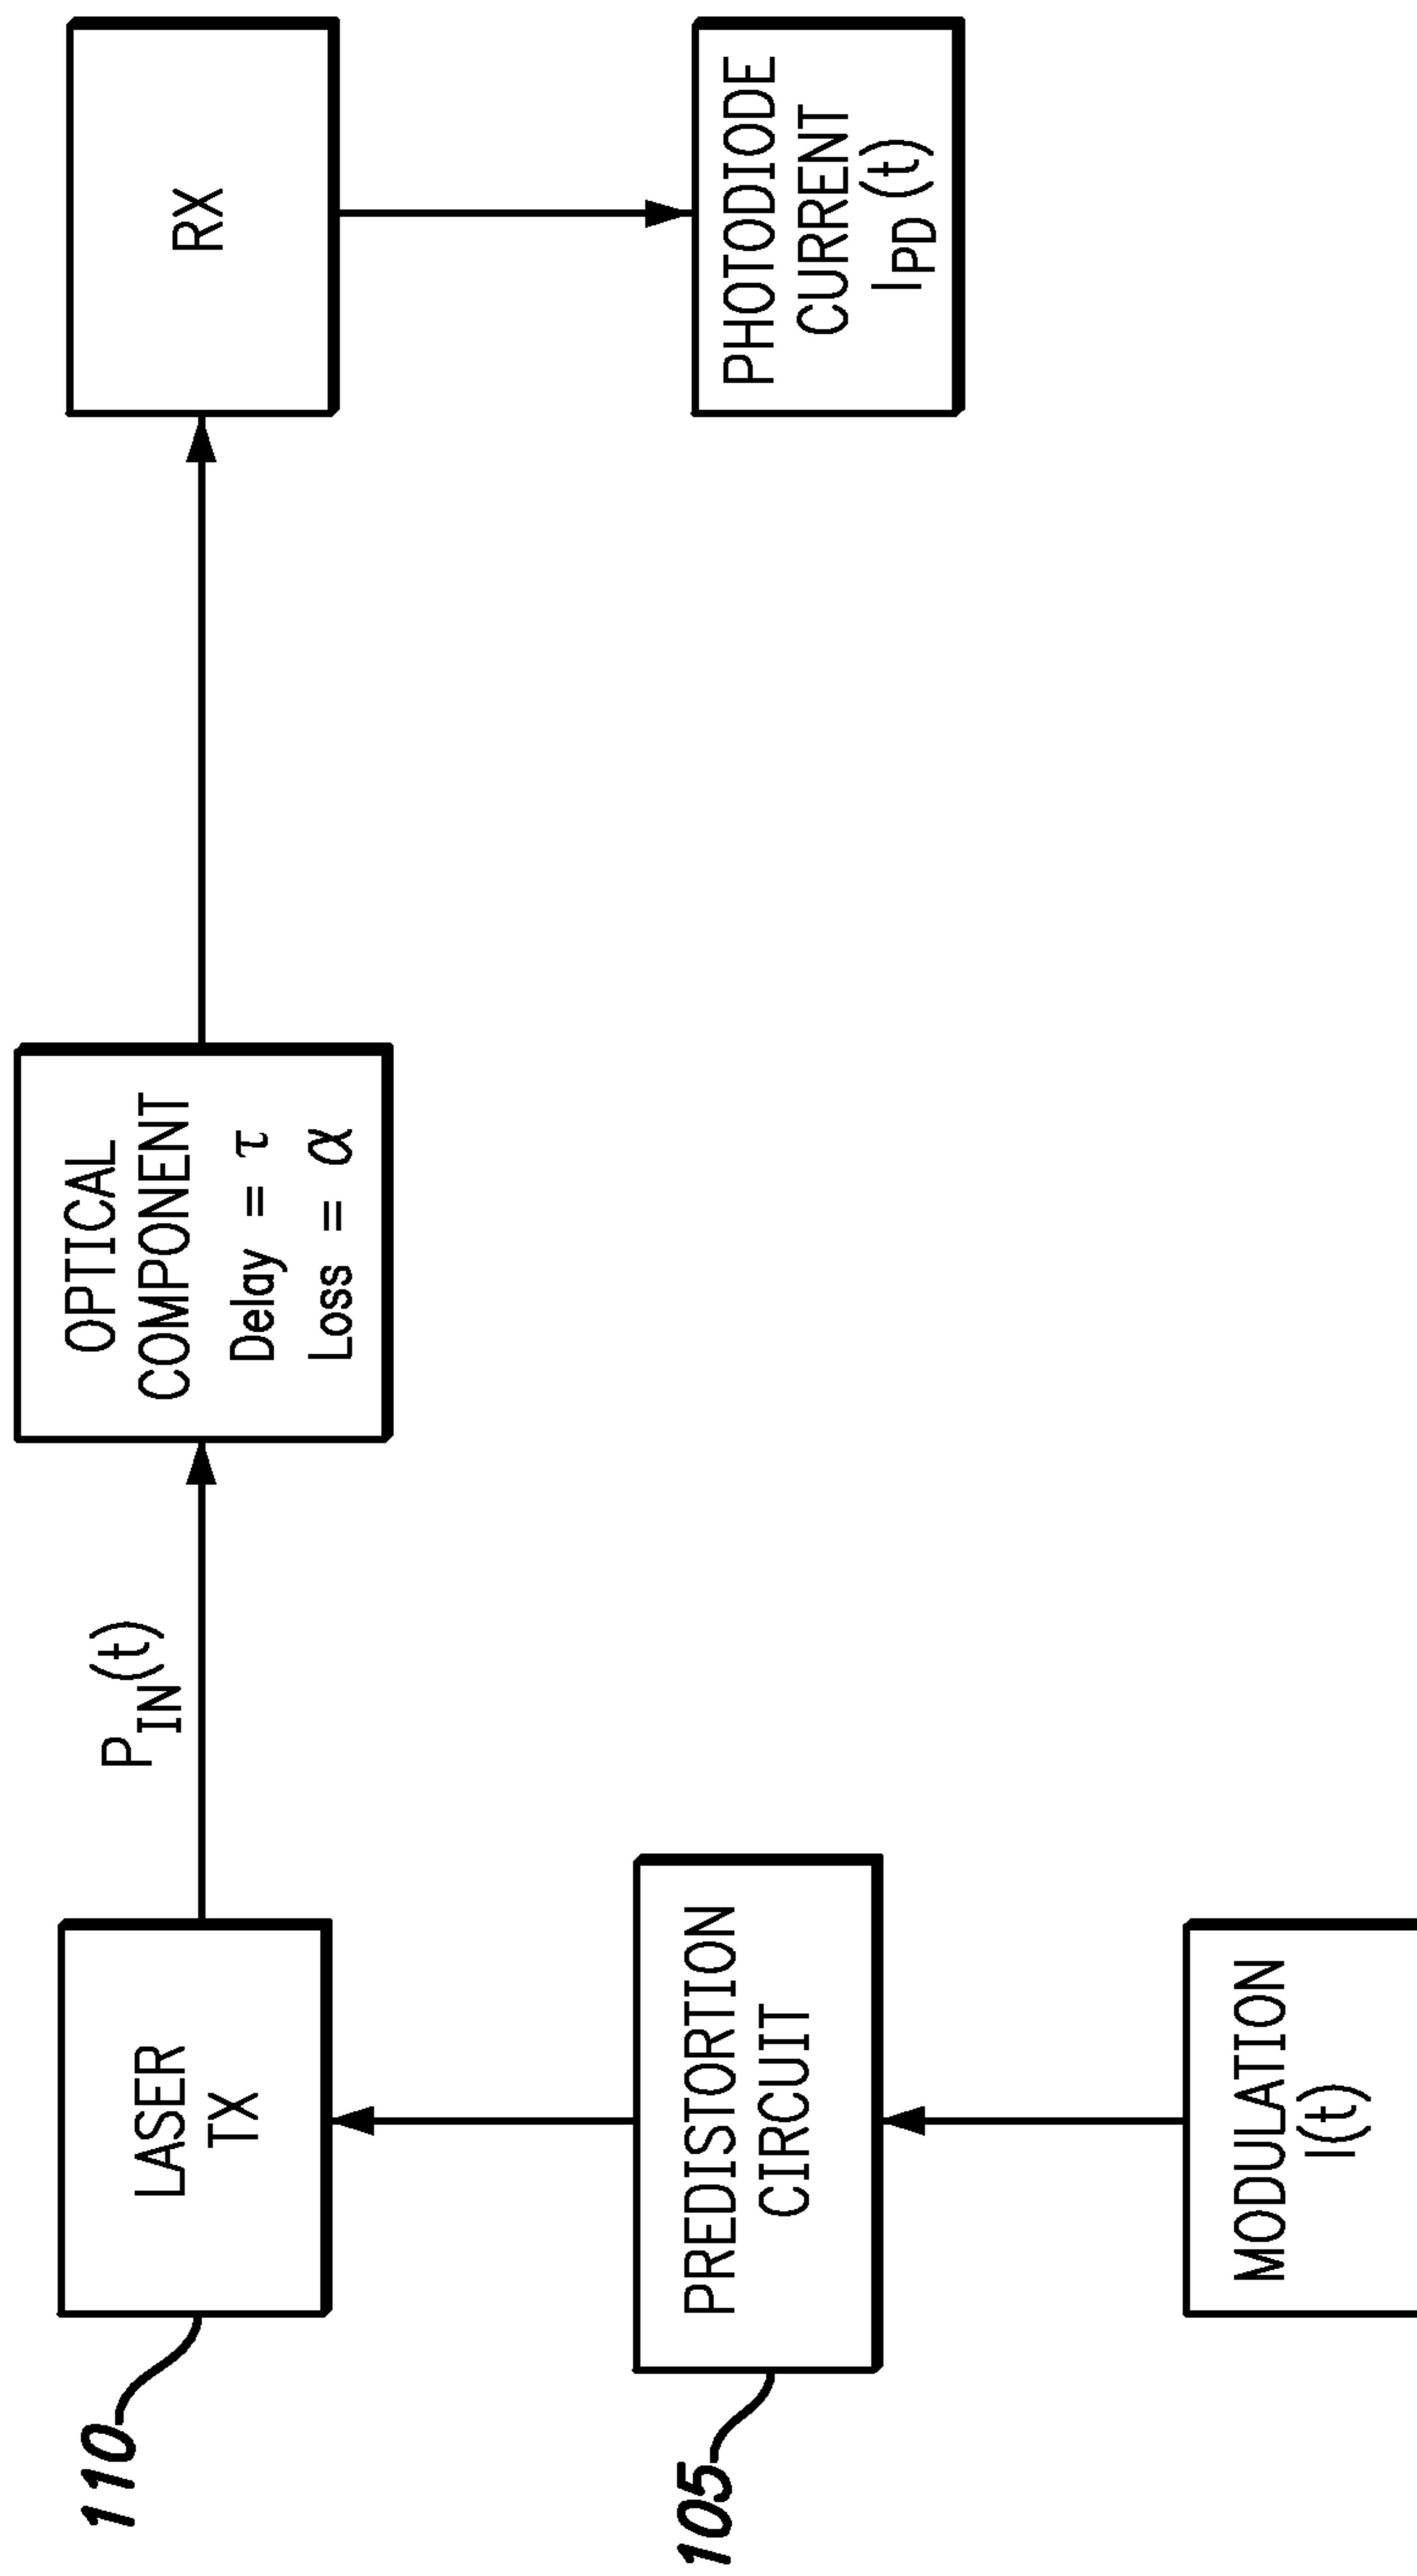 110
LASER
TX
P_IN(t)
OPTICAL
COMPONENT
Delay = τ
Loss = α
RX
105
PREDISTORTION
CIRCUIT
PHOTODIODE
CURRENT
I_PD(t)
MODULATION
I(t)